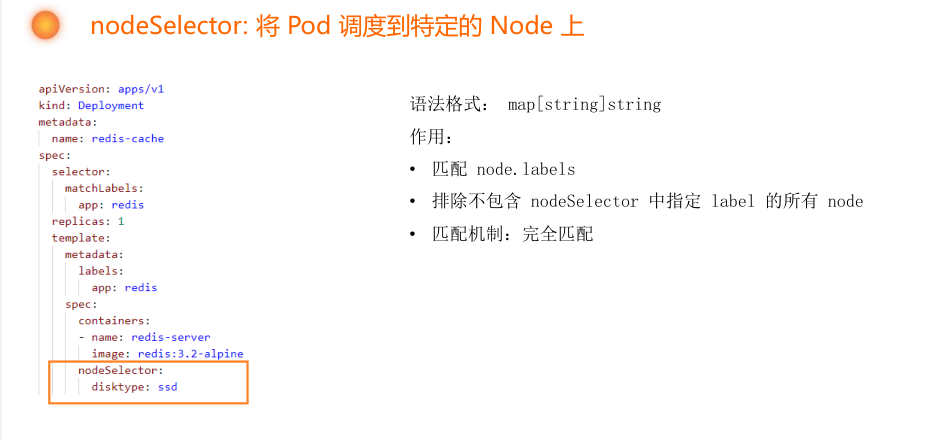 nodeSelector: 将 Pod 调度到特定的 Node 上
apiVersion: apps/v1
kind: Deployment
metadata:
  name: redis-cache
spec:
  selector:
    matchLabels:
      app: redis
  replicas: 1
  template:
    metadata:
      labels:
        app: redis
    spec:
      containers:
      - name: redis-server
        image: redis:3.2-alpine
      nodeSelector:
        disktype: ssd
语法格式: map[string]string
作用:
• 匹配 node.labels
• 排除不包含 nodeSelector 中指定 label 的所有 node
• 匹配机制: 完全匹配